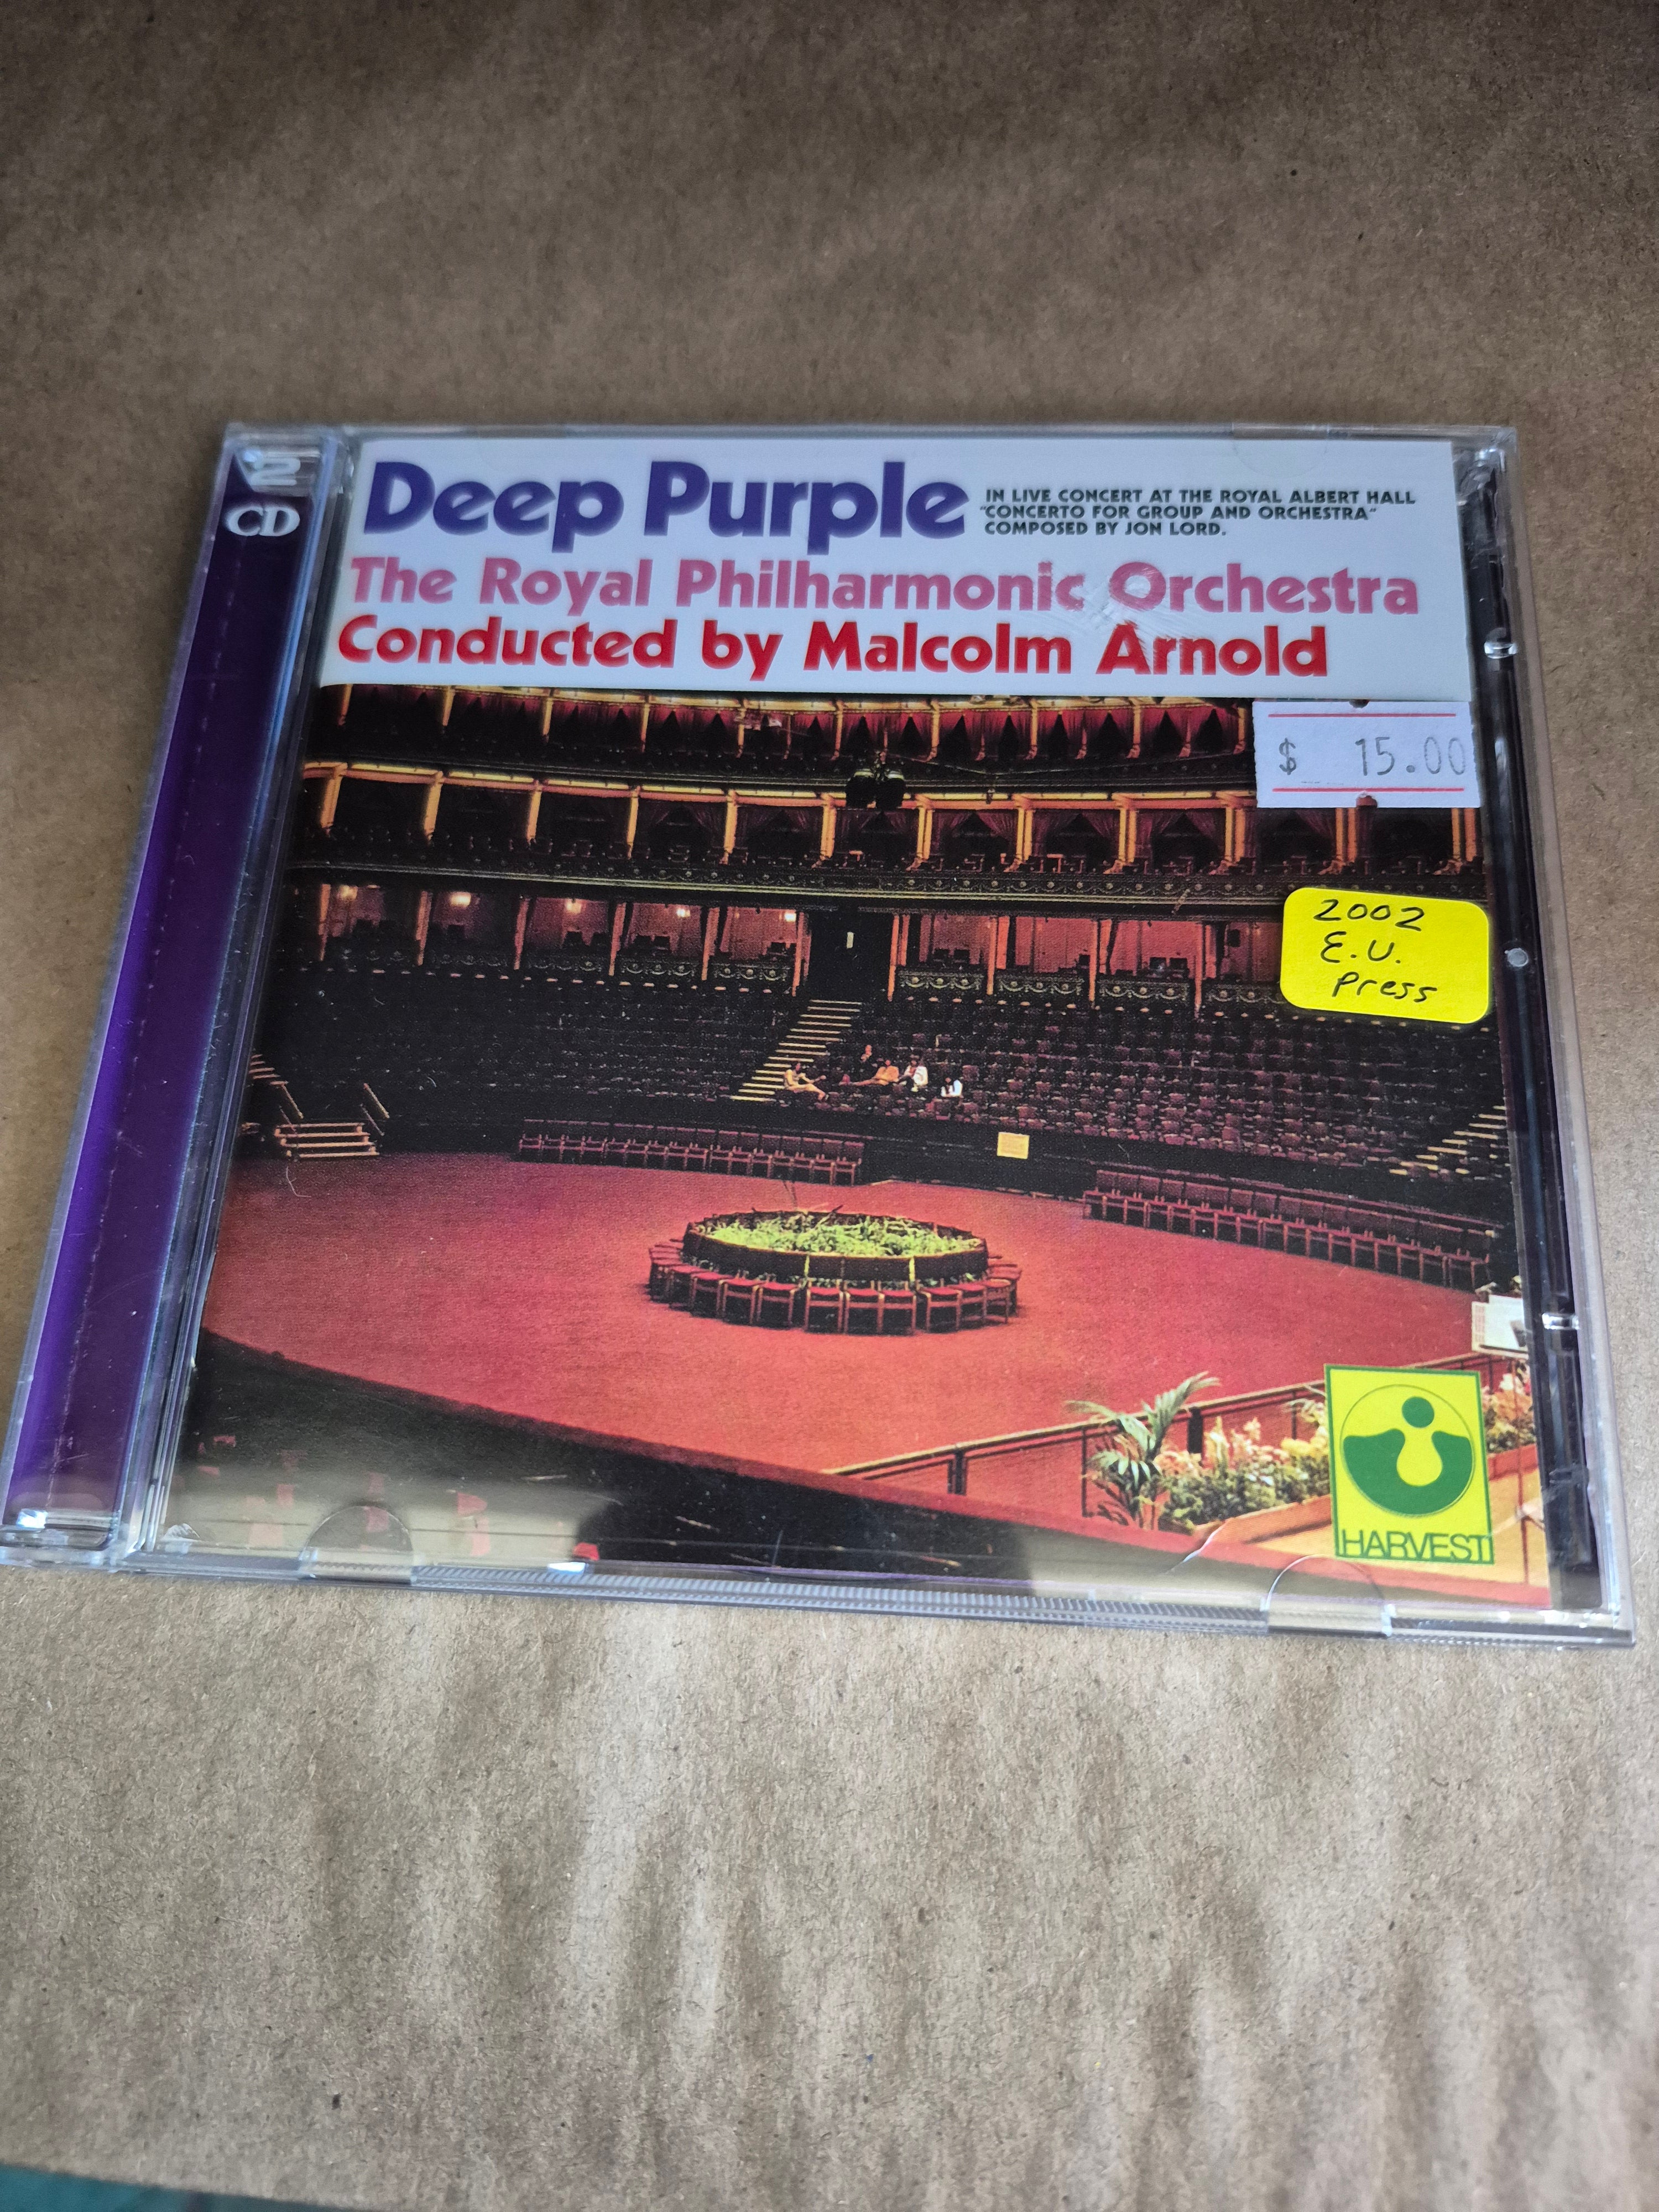 2
CD
Deep Purple
IN LIVE CONCERT AT THE ROYAL ALBERT HALL
"CONCERTO FOR GROUP AND ORCHESTRA"
COMPOSED BY JON LORD.
The Royal Philharmonic Orchestra
Conducted by Malcolm Arnold
$ 15.00
2002
E.U.
Press
HARVEST